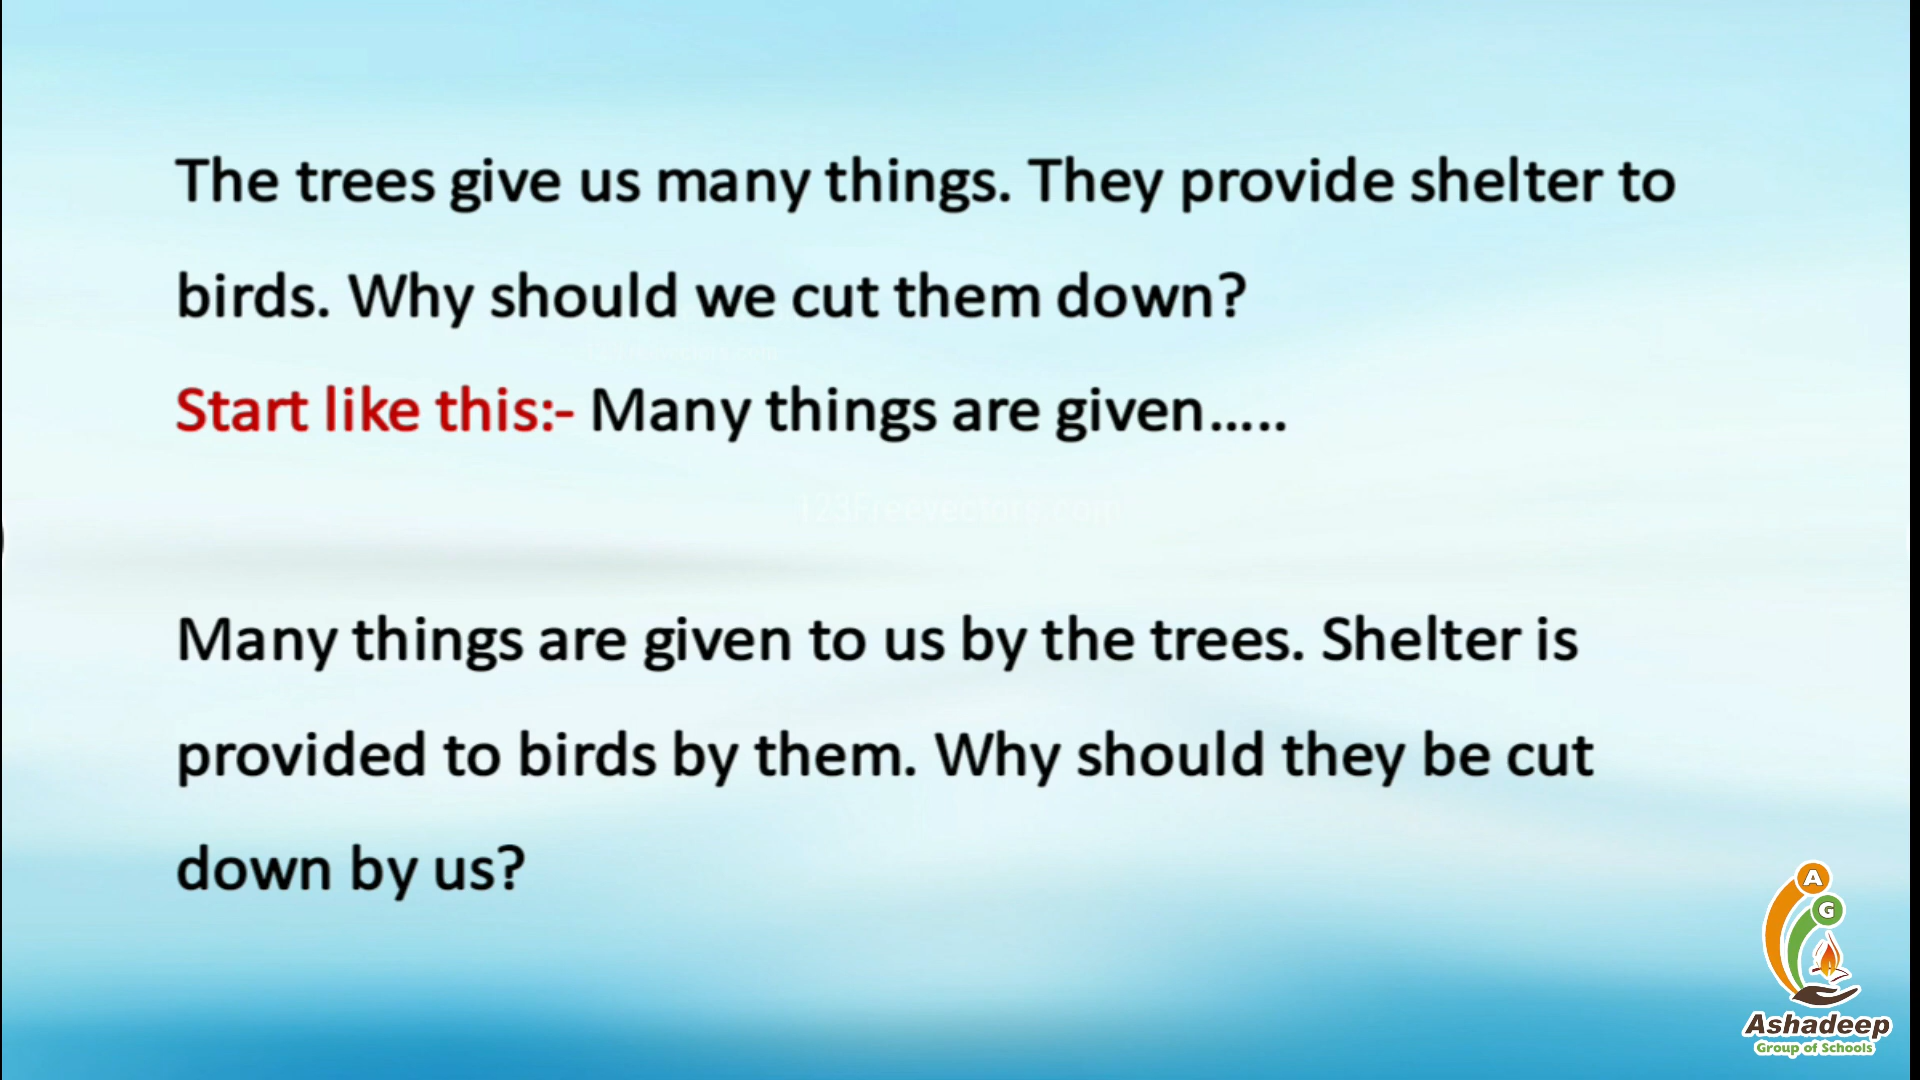 The trees give us many things. They provide shelter to
birds. Why should we cut them down?
Start like this:- Many things are given.....
123Freevectors.com
Many things are given to us by the trees. Shelter is
provided to birds by them. Why should they be cut
down by us?
A
G
Ashadeep
Group of Schools